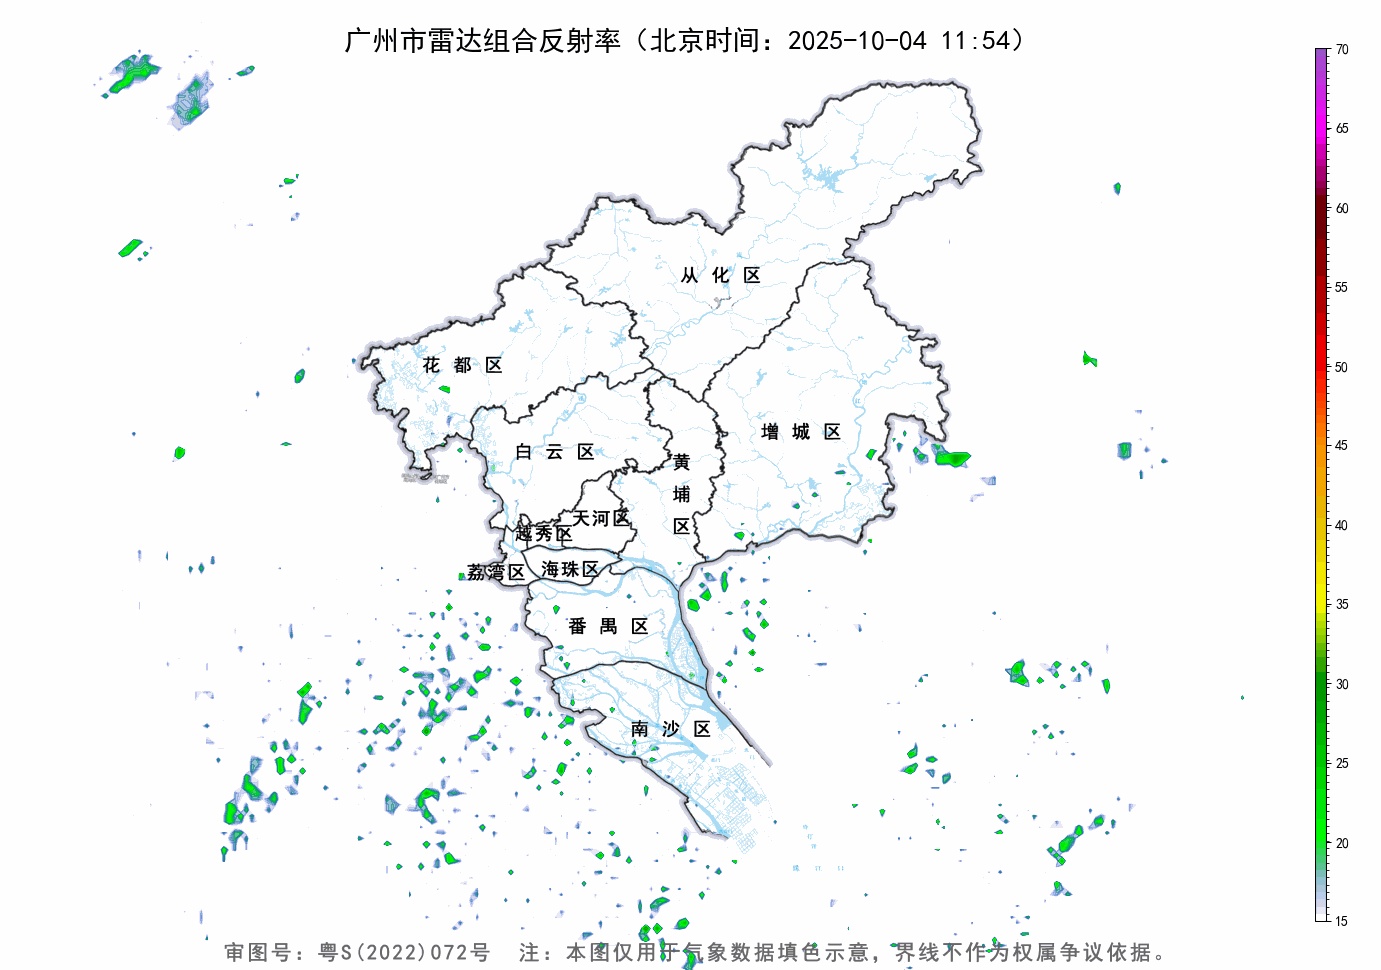 广州市雷达组合反射率（北京时间：2025-10-04 11:54）
70
65
60
55
50
45
40
35
30
25
20
15
从化区
花都区
增城区
白云区
黄埔区
天河区
越秀区
荔湾区
海珠区
番禺区
南沙区
审图号：粤S(2022)072号 注：本图仅用于气象数据填色示意，界线不作为权属争议依据。